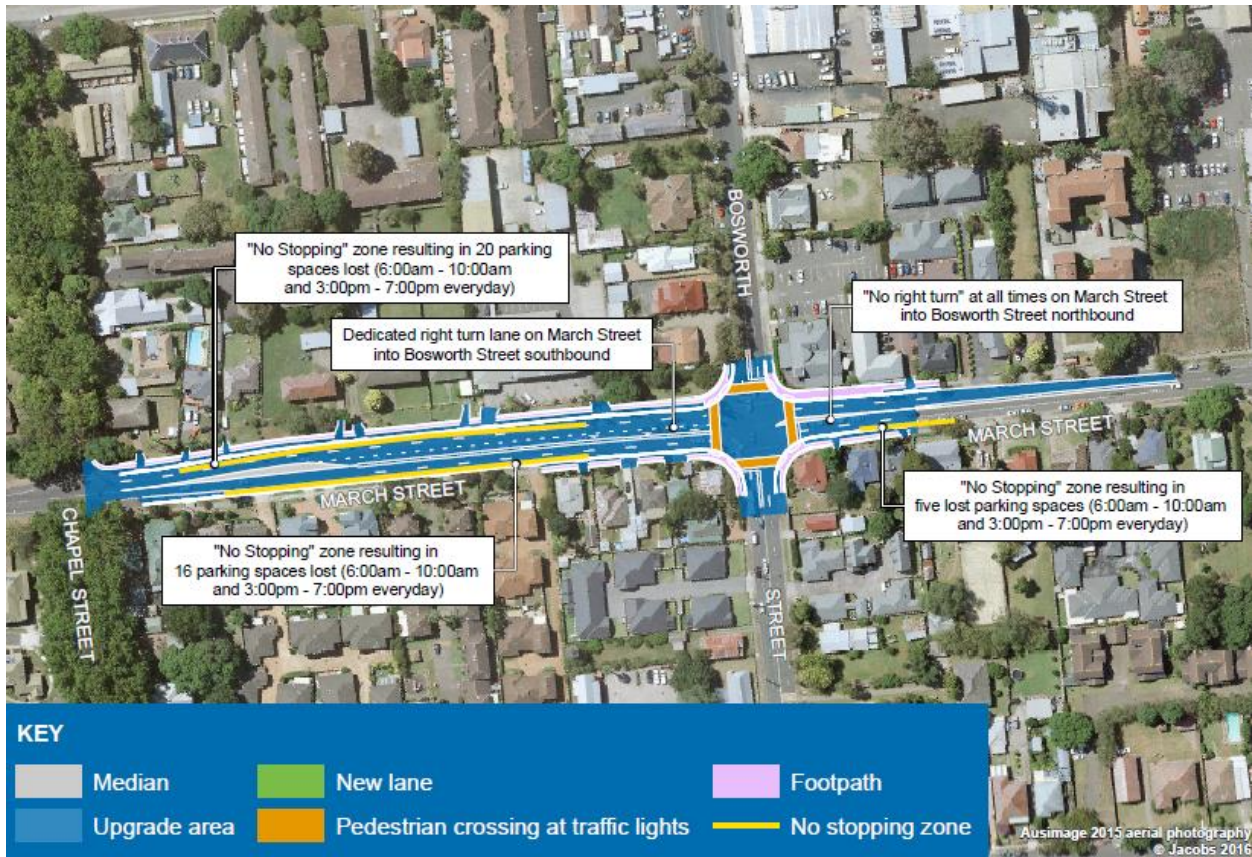 BOSWORTH
"No Stopping" zone resulting in 20 parking
spaces lost (6:00am - 10:00am
and 3:00pm - 7:00pm everyday)
"No right turn" at all times on March Street
into Bosworth Street northbound
Dedicated right turn lane on March Street
into Bosworth Street southbound
MARCH STREET
MARCH STREET
"No Stopping" zone resulting in
five lost parking spaces (6:00am - 10:00am
and 3:00pm - 7:00pm everyday)
CHAPEL STREET
"No Stopping" zone resulting in
16 parking spaces lost (6:00am - 10:00am
and 3:00pm - 7:00pm everyday)
STREET
KEY
Median
New lane
Footpath
Upgrade area
Pedestrian crossing at traffic lights
No stopping zone
Ausimage 2015 aerial photography
© Jacobs 2016